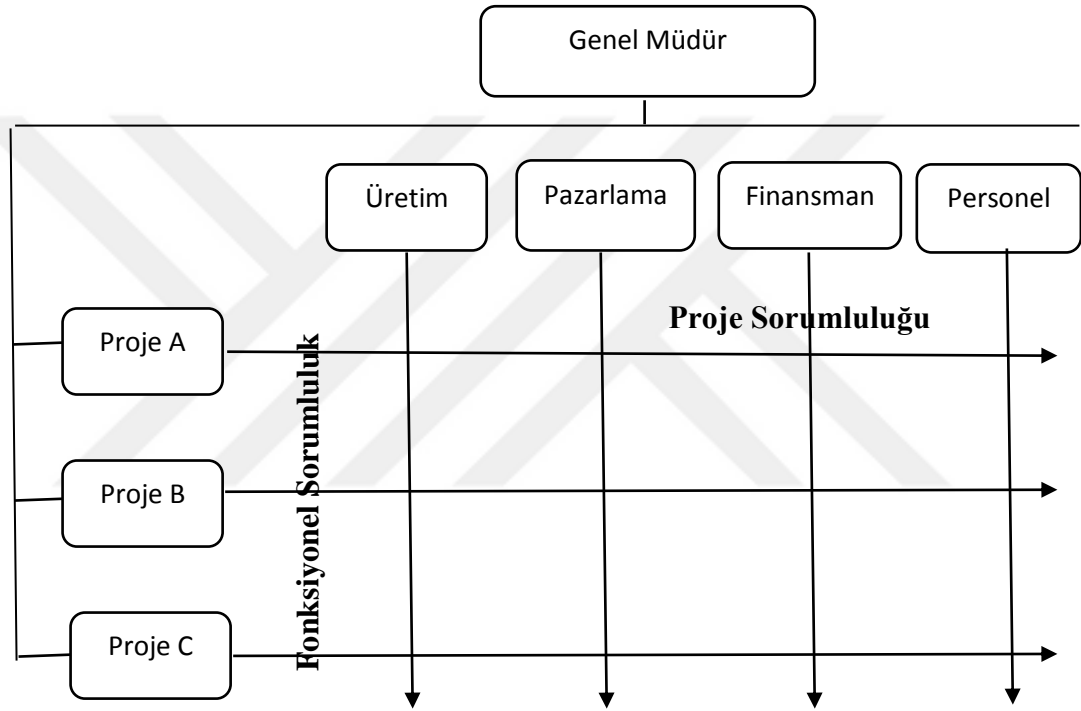 Genel Müdür
Üretim
Pazarlama
Finansman
Personel
Proje Sorumluluğu
Proje A
Fonksiyonel Sorumluluk
Proje B
Proje C